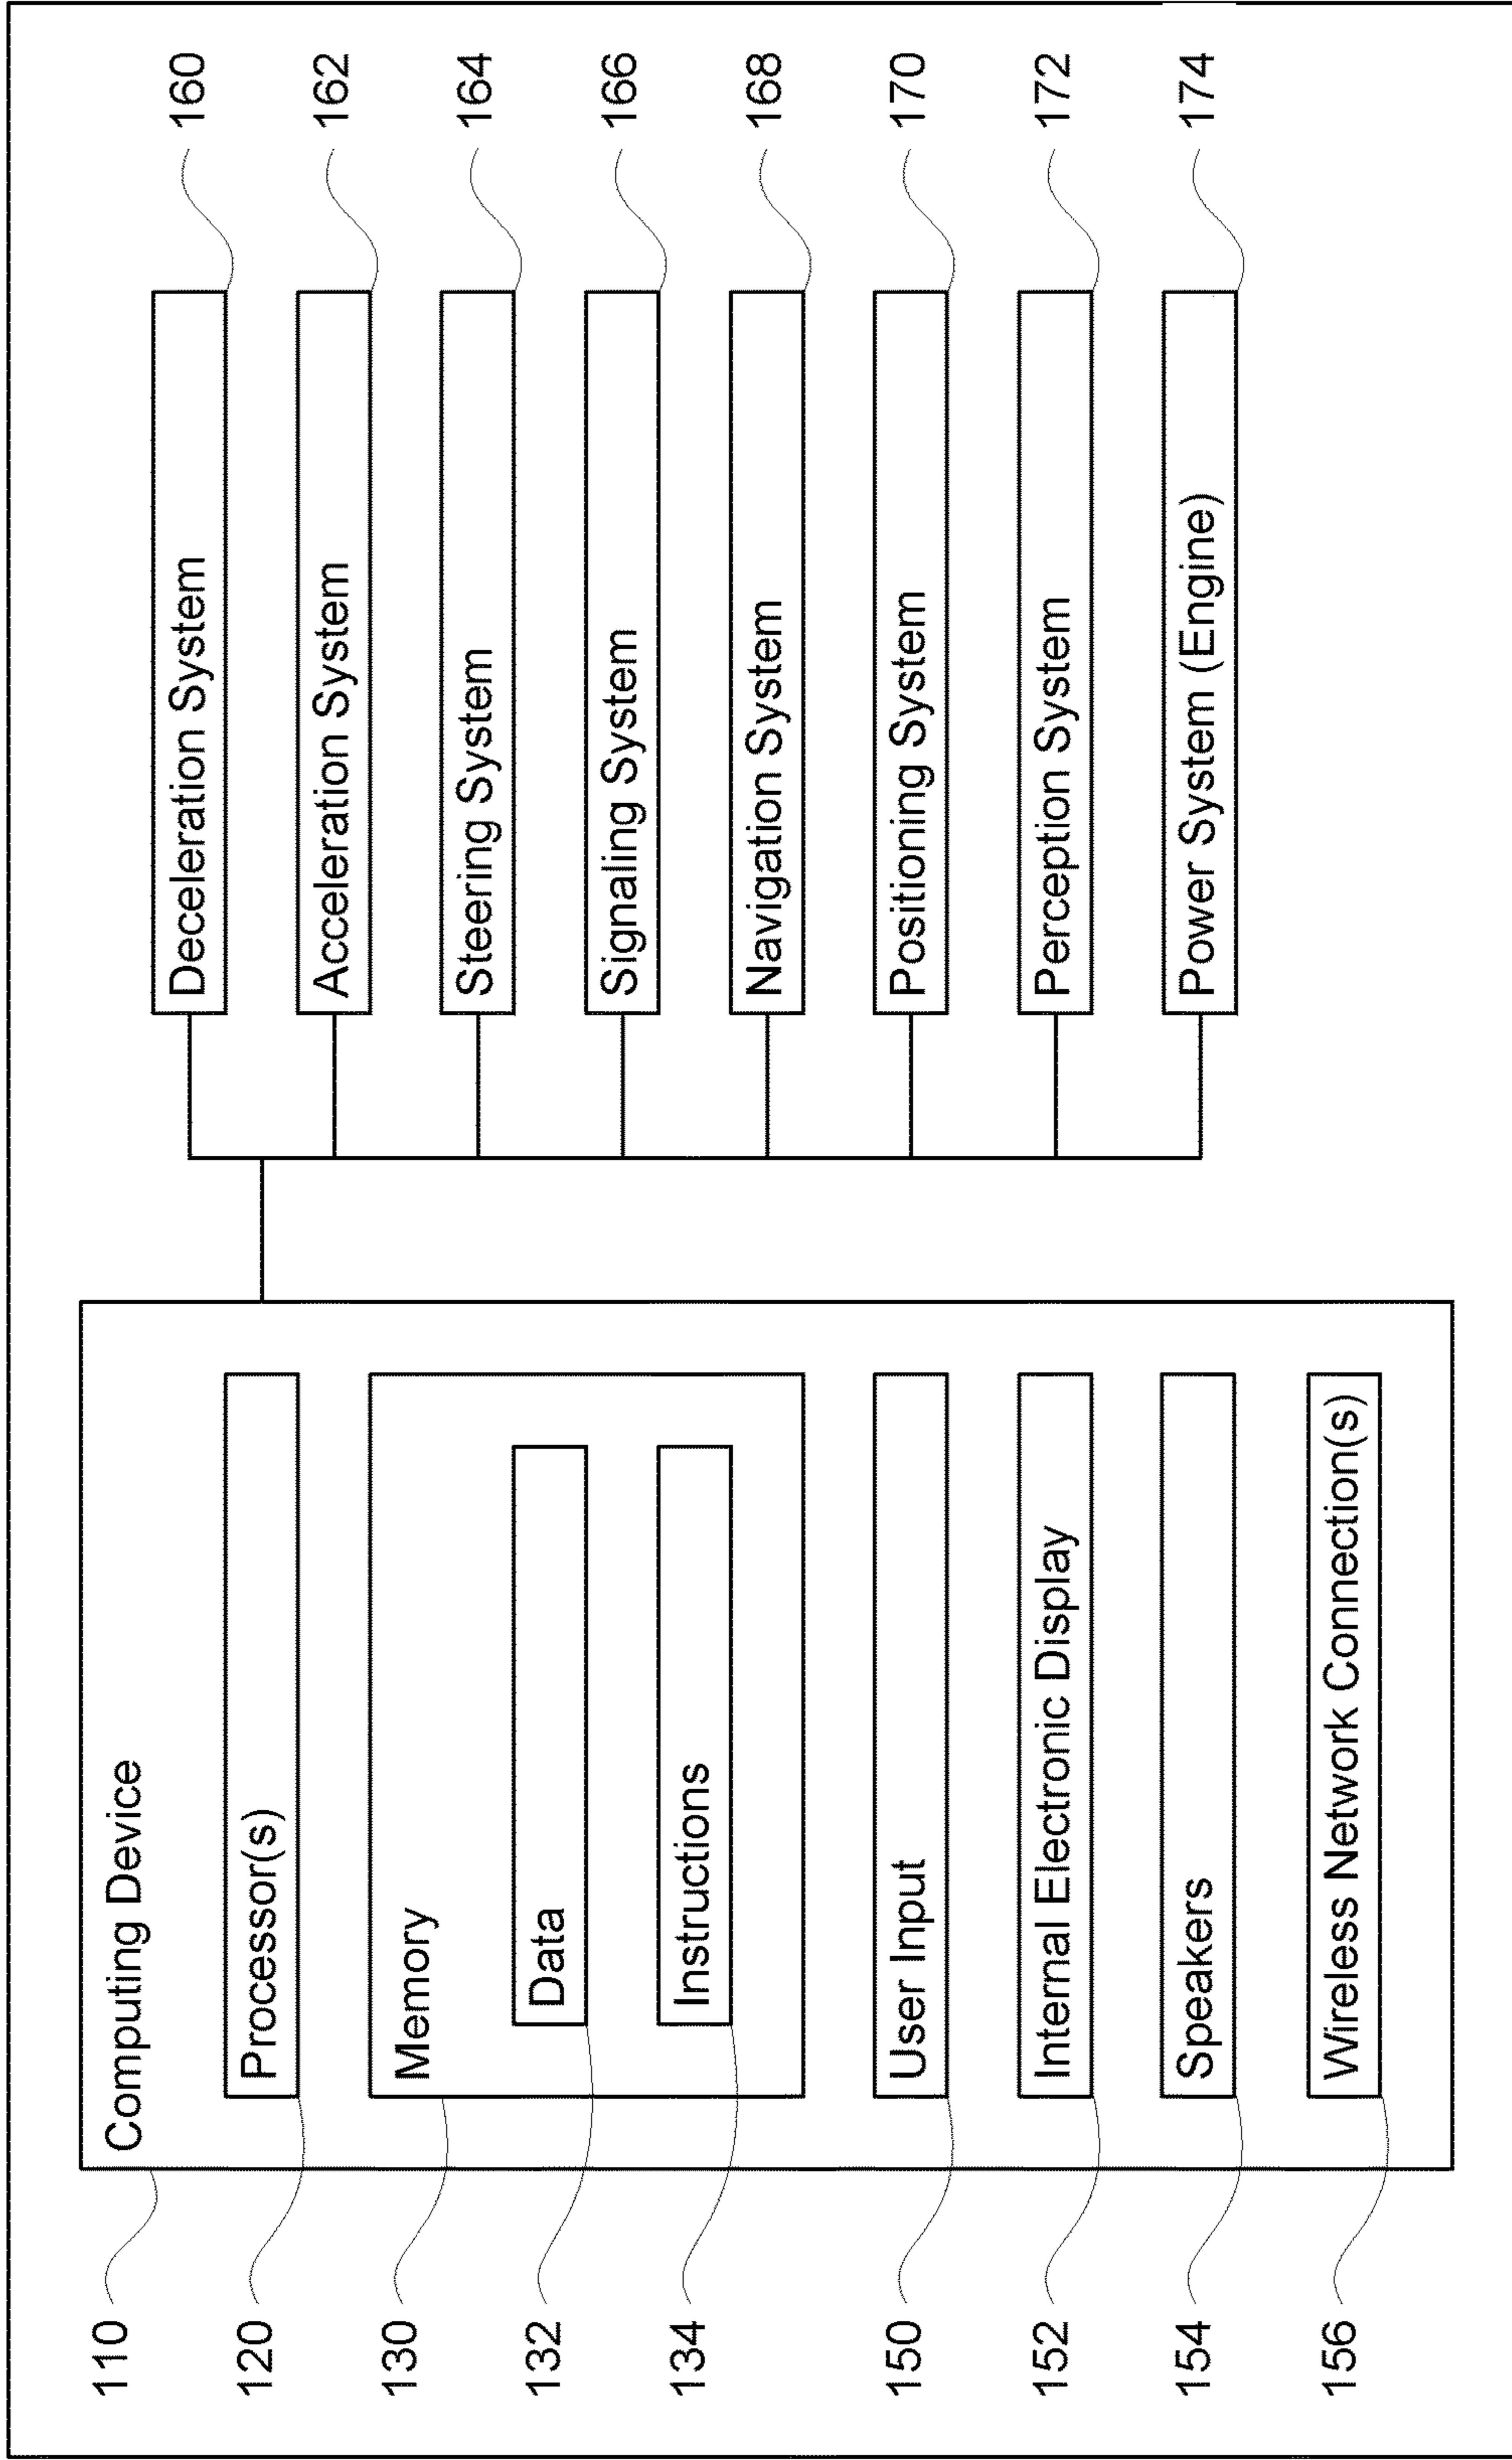 110
Computing Device
120
Processor(s)
130
Memory
132
Data
134
Instructions
150
User Input
152
Internal Electronic Display
154
Speakers
156
Wireless Network Connection(s)
Deceleration System
160
Acceleration System
162
Steering System
164
Signaling System
166
Navigation System
168
Positioning System
170
Perception System
172
Power System (Engine)
174